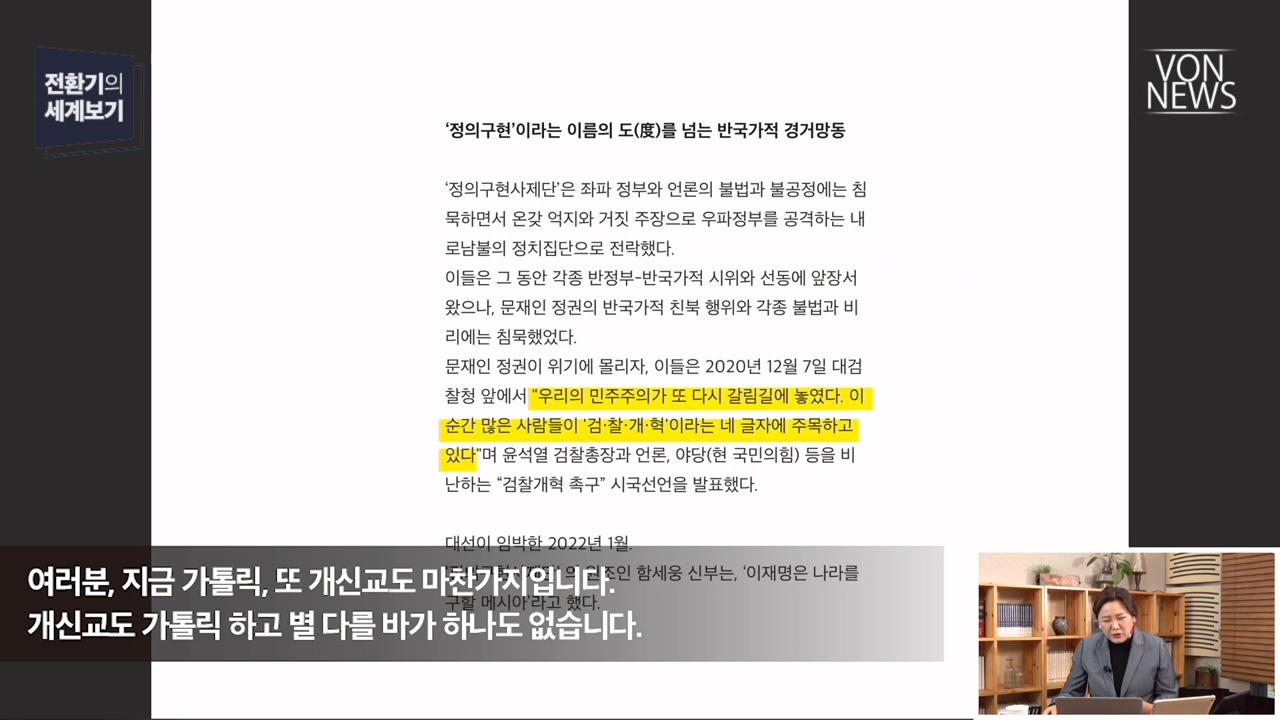 전환기의
세계보기
VON
NEWS
‘정의구현’이라는 이름의 도(度)를 넘는 반국가적 경거망동
‘정의구현사제단’은 좌파 정부와 언론의 불법과 불공정에는 침
묵하면서 온갖 억지와 거짓 주장으로 우파정부를 공격하는 내
로남불의 정치집단으로 전락했다.
이들은 그 동안 각종 반정부-반국가적 시위와 선동에 앞장서
왔으나, 문재인 정권의 반국가적 친북 행위와 각종 불법과 비
리에는 침묵했었다.
문재인 정권이 위기에 몰리자, 이들은 2020년 12월 7일 대검
찰청 앞에서 “우리의 민주주의가 또 다시 갈림길에 놓였다. 이
순간 많은 사람들이 '검·찰·개·혁'이라는 네 글자에 주목하고
있다”며 윤석열 검찰총장과 언론, 야당(현 국민의힘) 등을 비
난하는 “검찰개혁 촉구” 시국선언을 발표했다.
대선이 임박한 2022년 1월.
원조인 함세웅 신부는, ‘이재명은 나라를
구할 메시아’라고 했다.
여러분, 지금 가톨릭, 또 개신교도 마찬가지입니다.
개신교도 가톨릭 하고 별 다를 바가 하나도 없습니다.